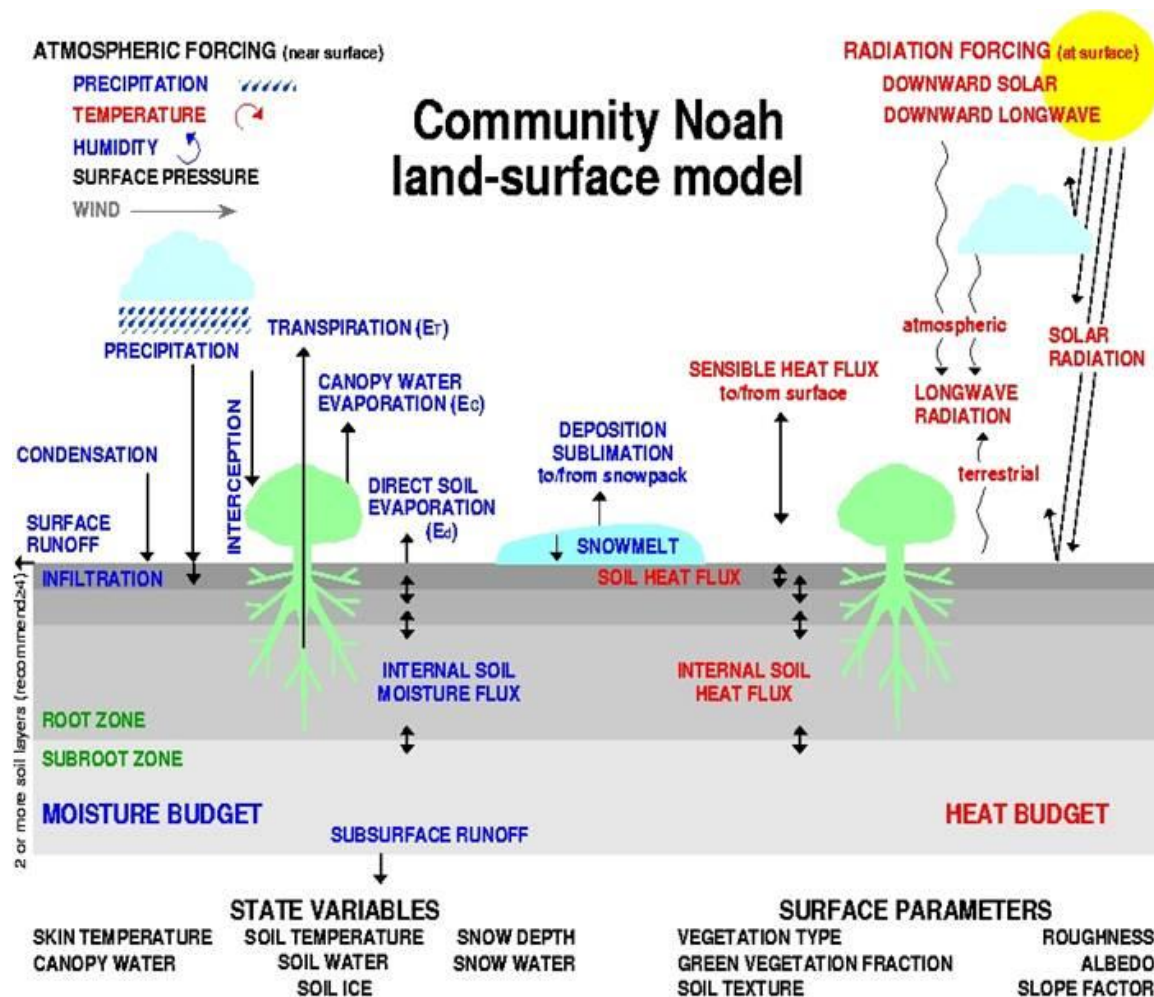 ATMOSPHERIC FORCING (near surface)
PRECIPITATION
TEMPERATURE
HUMIDITY
SURFACE PRESSURE
WIND
Community Noah
land-surface model
RADIATION FORCING (at surface)
DOWNWARD SOLAR
DOWNWARD LONGWAVE
PRECIPITATION
TRANSPIRATION (ET)
CANOPY WATER
EVAPORATION (EC)
INTERCEPTION
CONDENSATION
DIRECT SOIL
EVAPORATION
(Ed)
SURFACE
RUNOFF
INFILTRATION
DEPOSITION
SUBLIMATION
to/from snowpack
SNOWMELT
SENSIBLE HEAT FLUX
to/from surface
atmospheric
LONGWAVE
RADIATION
terrestrial
SOLAR
RADIATION
SOIL HEAT FLUX
INTERNAL SOIL
MOISTURE FLUX
INTERNAL SOIL
HEAT FLUX
ROOT ZONE
SUBROOT ZONE
2 or more soil layers (recommend≥4)
MOISTURE BUDGET
HEAT BUDGET
SUBSURFACE RUNOFF
STATE VARIABLES
SKIN TEMPERATURE SOIL TEMPERATURE SNOW DEPTH
CANOPY WATER SOIL WATER SNOW WATER
SOIL ICE
SURFACE PARAMETERS
VEGETATION TYPE ROUGHNESS
GREEN VEGETATION FRACTION ALBEDO
SOIL TEXTURE SLOPE FACTOR